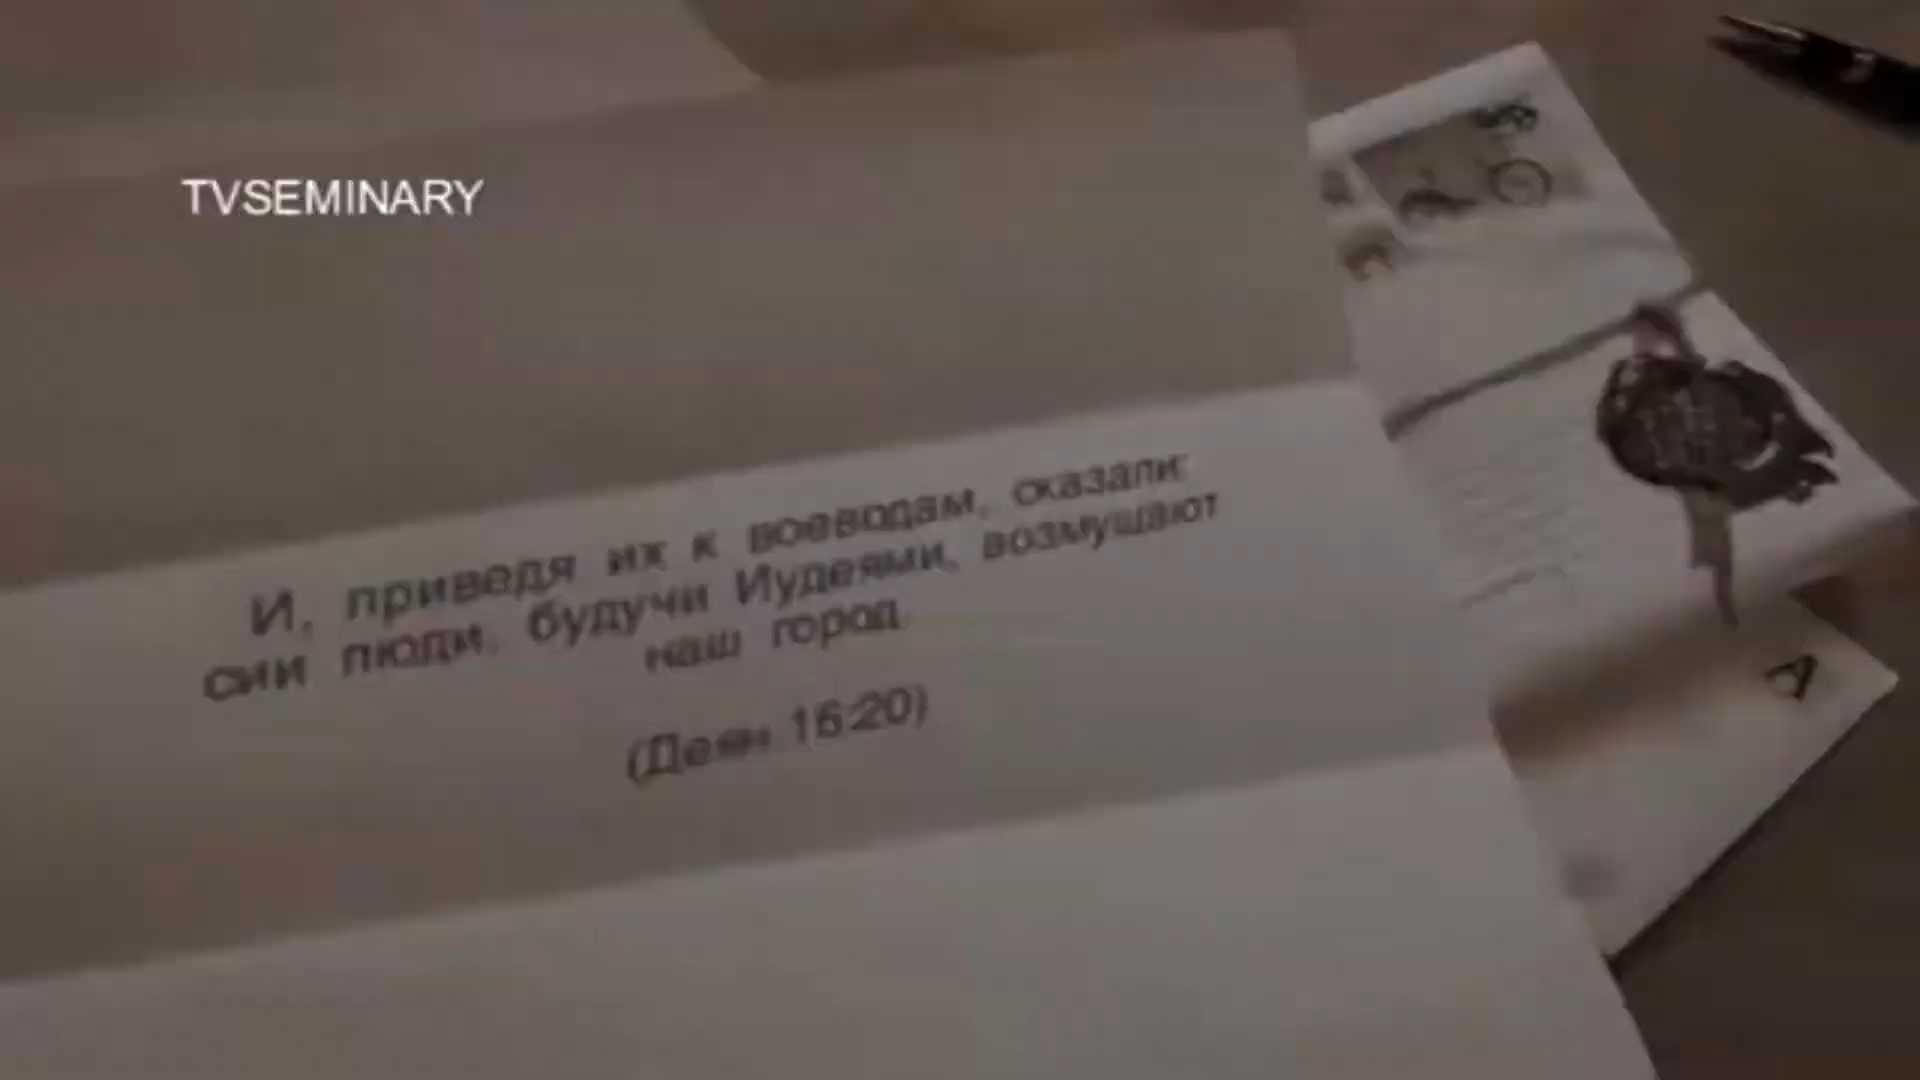 TVSEMINARY
И, приведя их к воеводам, сказали:
сии люди, будучи Иудеями, возмущают
наш город
(Деян 16:20)